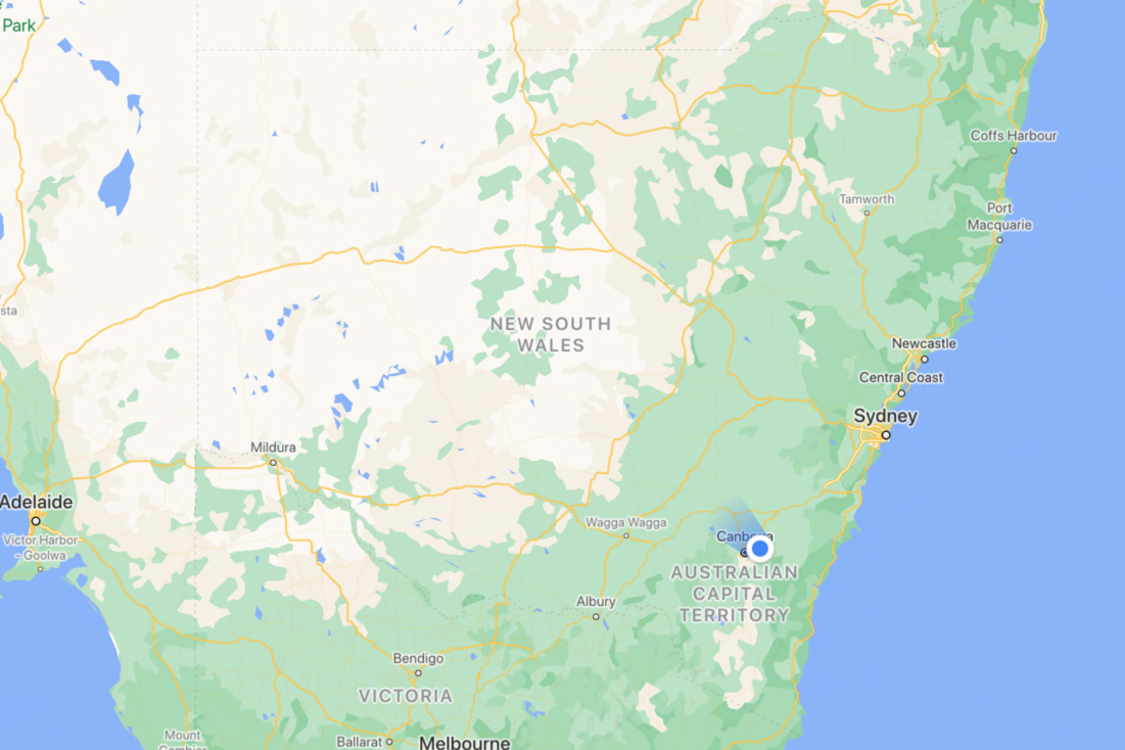 Park
Coffs Harbour
Tamworth
Port
Macquarie
sta
NEW SOUTH
WALES
Newcastle
Central Coast
Sydney
Mildura
Adelaide
Victor Harbor
- Goolwa
Wagga Wagga
Canberra
AUSTRALIAN
CAPITAL
TERRITORY
Albury
Bendigo
VICTORIA
Mount
Gambier
Ballarat
Melbourne